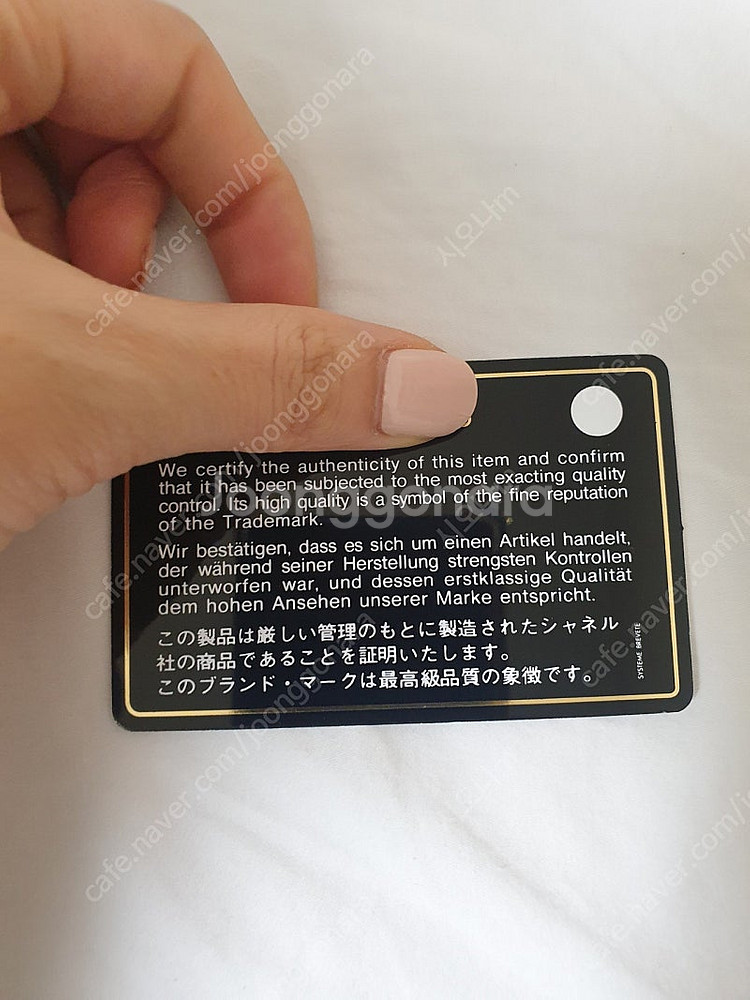 We certify the authenticity of this item and confirm
that it has been subjected to the most exacting quality
control. Its high quality is a symbol of the fine reputation
of the Trademark.
Wir bestätigen, dass es sich um einen Artikel handelt,
der während seiner Herstellung strengsten Kontrollen
unterworfen war, und dessen erstklassige Qualität
dem hohen Ansehen unserer Marke entspricht.
この製品は厳しい管理のもとに製造されたシャネル
社の商品であることを証明いたします。
このブランド・マークは最高級品質の象徴です。
SYSTEME BREVETE
joonggonara
cafe.naver.com/joonggonara
시오나m